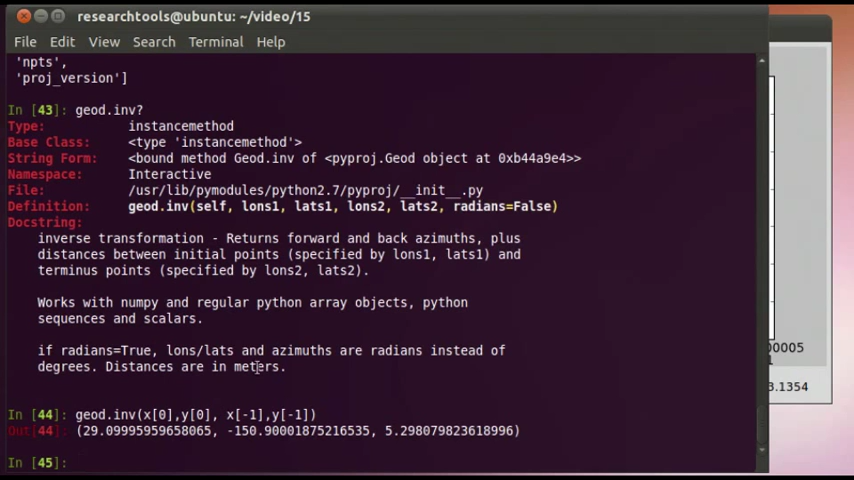 researchtools@ubuntu: ~/video/15
File Edit View Search Terminal Help
'npts',
'proj_version']
In [43]: geod.inv?
Type: instancemethod
Base Class: <type 'instancemethod'>
String Form: <bound method Geod.inv of <pyproj.Geod object at 0xb44a9e4>>
Namespace: Interactive
File: /usr/lib/pymodules/python2.7/pyproj/__init__.py
Definition: geod.inv(self, lons1, lats1, lons2, lats2, radians=False)
Docstring:
inverse transformation - Returns forward and back azimuths, plus
distances between initial points (specified by lons1, lats1) and
terminus points (specified by lons2, lats2).
Works with numpy and regular python array objects, python
sequences and scalars.
if radians=True, lons/lats and azimuths are radians instead of
degrees. Distances are in meters.
00005
1
3.1354
In [44]: geod.inv(x[0],y[0], x[-1],y[-1])
Out[44]: (29.09995959658065, -150.90001875216535, 5.298079823618996)
In [45]: